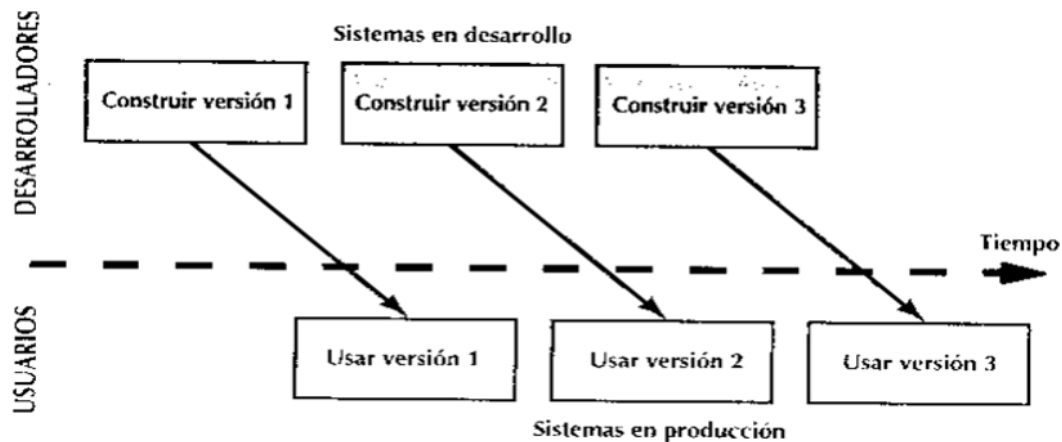 DESARROLLADORES
Sistemas en desarrollo
Construir versión 1
Construir versión 2
Construir versión 3
Tiempo
USUARIOS
Usar versión 1
Usar versión 2
Usar versión 3
Sistemas en producción